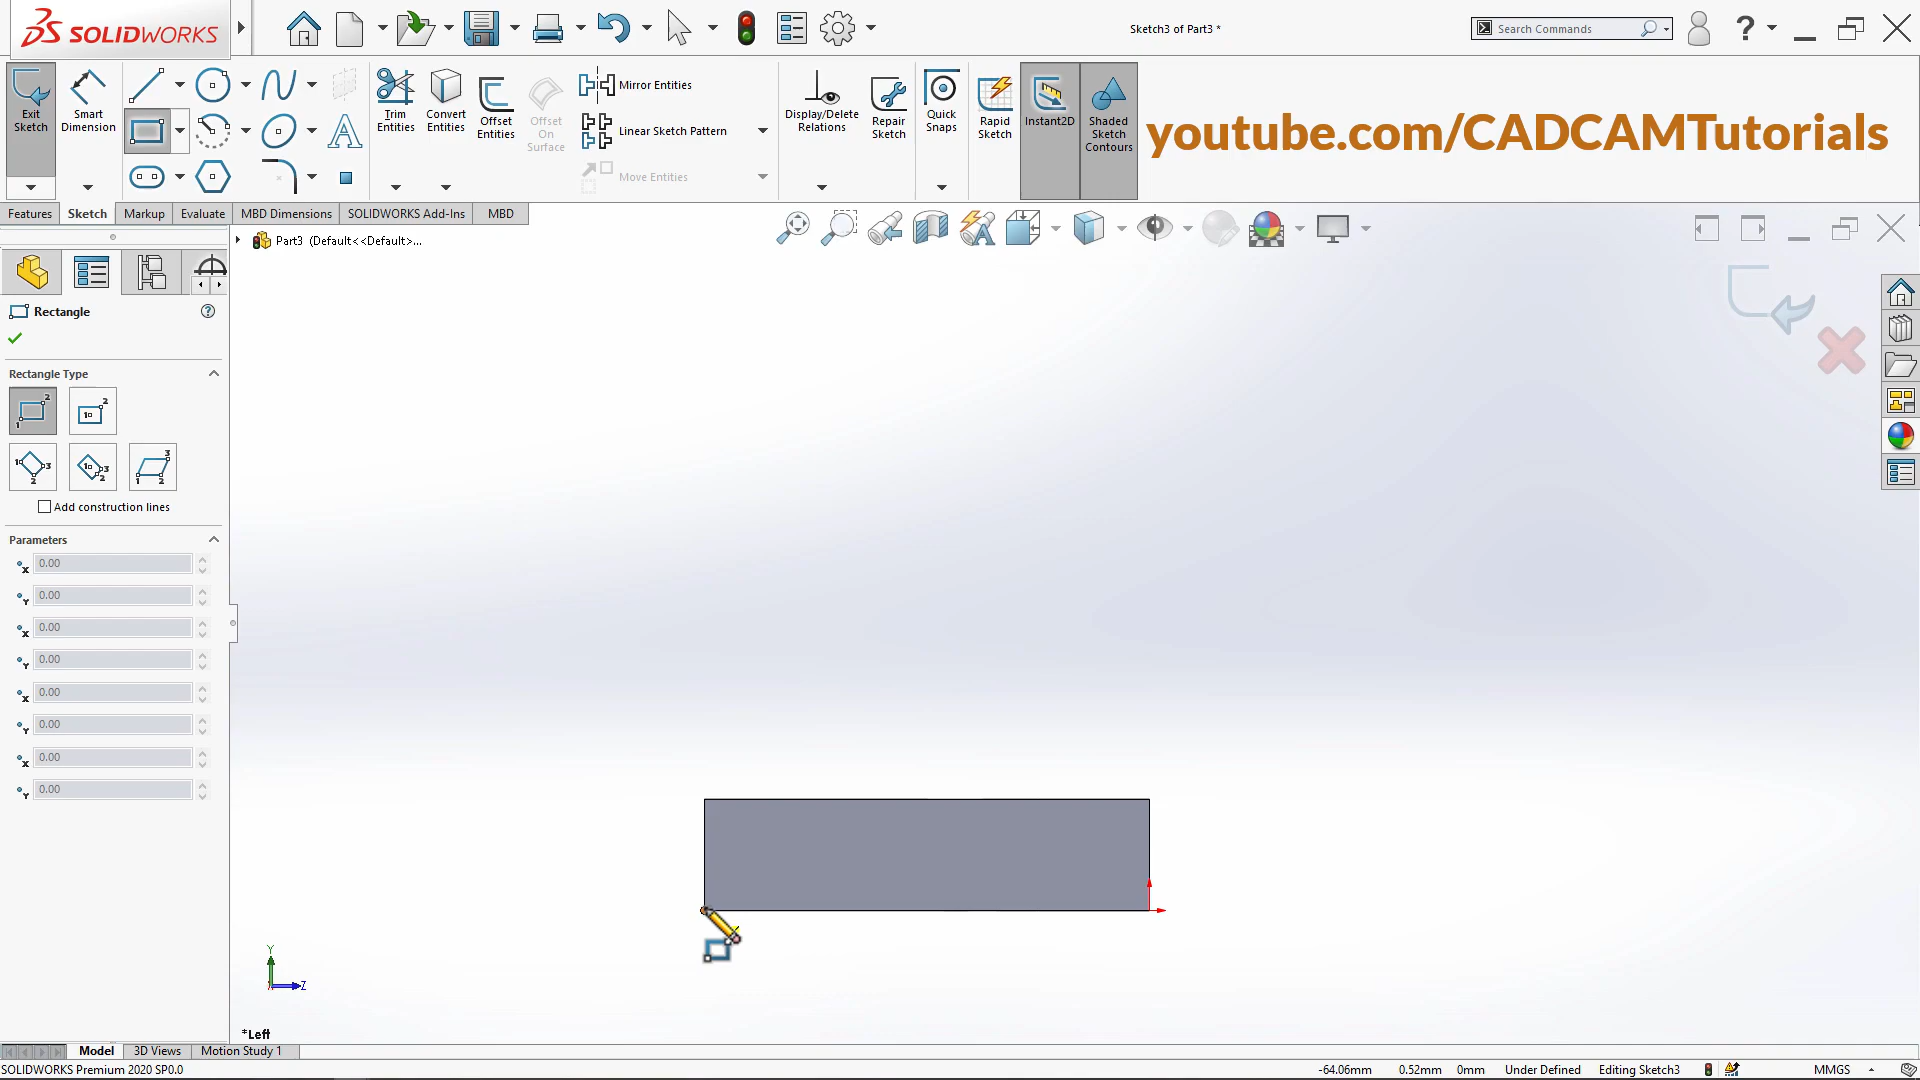 SOLIDWORKS
Sketch3 of Part3 *
Search Commands
?
Exit Sketch
Smart Dimension
Trim Entities
Convert Entities
Offset Entities
Offset On Surface
Mirror Entities
Linear Sketch Pattern
Move Entities
Display/Delete Relations
Repair Sketch
Quick Snaps
Rapid Sketch
Instant2D
Shaded Sketch Contours
youtube.com/CADCAMTutorials
Features
Sketch
Markup
Evaluate
MBD Dimensions
SOLIDWORKS Add-Ins
MBD
Part3 (Default<<Default>...
Rectangle
Rectangle Type
Add construction lines
Parameters
x 0.00
Y 0.00
x 0.00
Y 0.00
x 0.00
Y 0.00
x 0.00
Y 0.00
Y
Z
*Left
Model
3D Views
Motion Study 1
SOLIDWORKS Premium 2020 SP0.0
-64.06mm
0.52mm
0mm
Under Defined
Editing Sketch3
MMGS